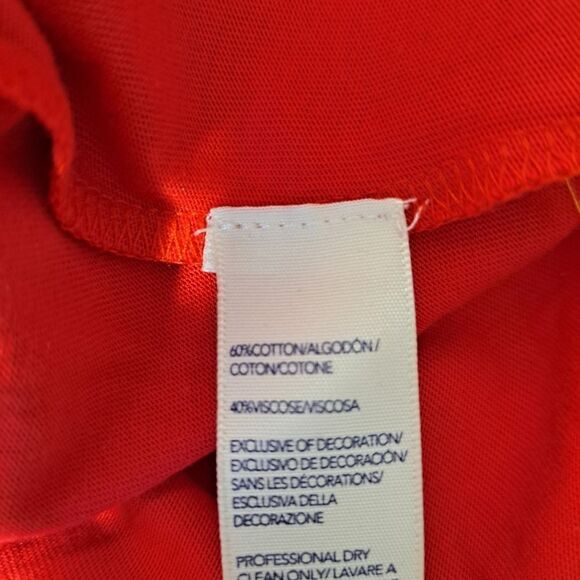 60%COTTON/ALGODÓN/
COTON/COTONE
40%VISCOSE/VISCOSA
EXCLUSIVE OF DECORATION/
EXCLUSIVO DE DECORACIÓN/
SANS LES DÉCORATIONS/
ESCLUSIVA DELLA
DECORAZIONE
PROFESSIONAL DRY
CLEAN ONLY/LAVARE A